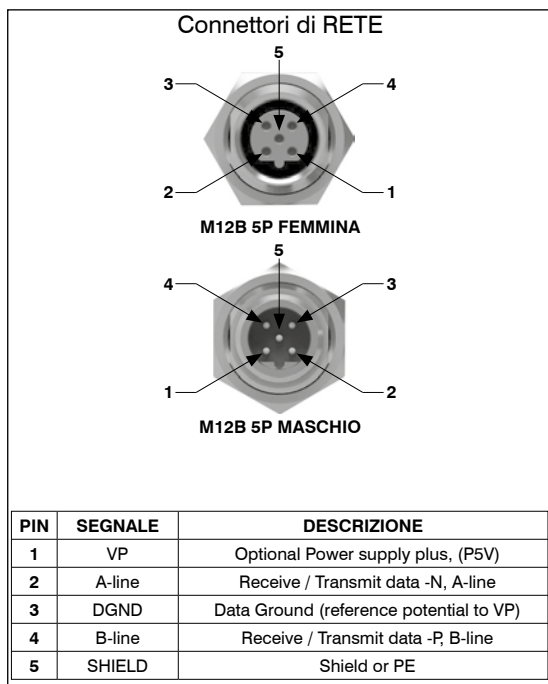 Connettori di RETE
5
3 4
2 1
M12B 5P FEMMINA
5
4 3
1 2
M12B 5P MASCHIO
PIN SEGNALE DESCRIZIONE
1 VP Optional Power supply plus, (P5V)
2 A-line Receive / Transmit data -N, A-line
3 DGND Data Ground (reference potential to VP)
4 B-line Receive / Transmit data -P, B-line
5 SHIELD Shield or PE